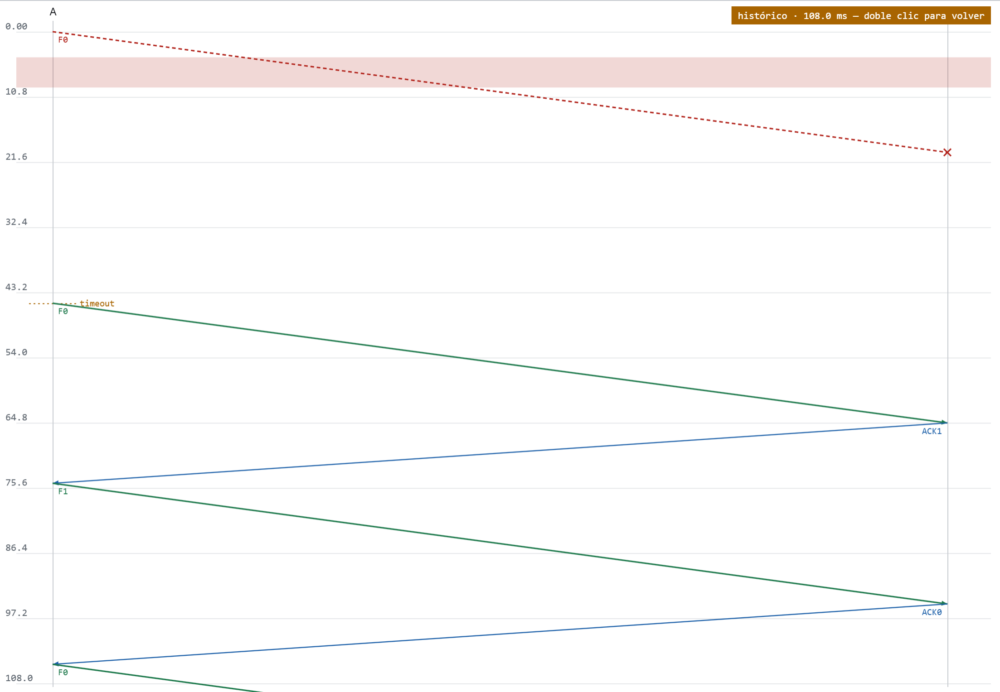 A
histórico · 108.0 ms — doble clic para volver
0.00
F0
10.8
21.6
32.4
43.2
timeout
F0
54.0
64.8
ACK1
75.6
F1
86.4
97.2
ACK0
F0
108.0